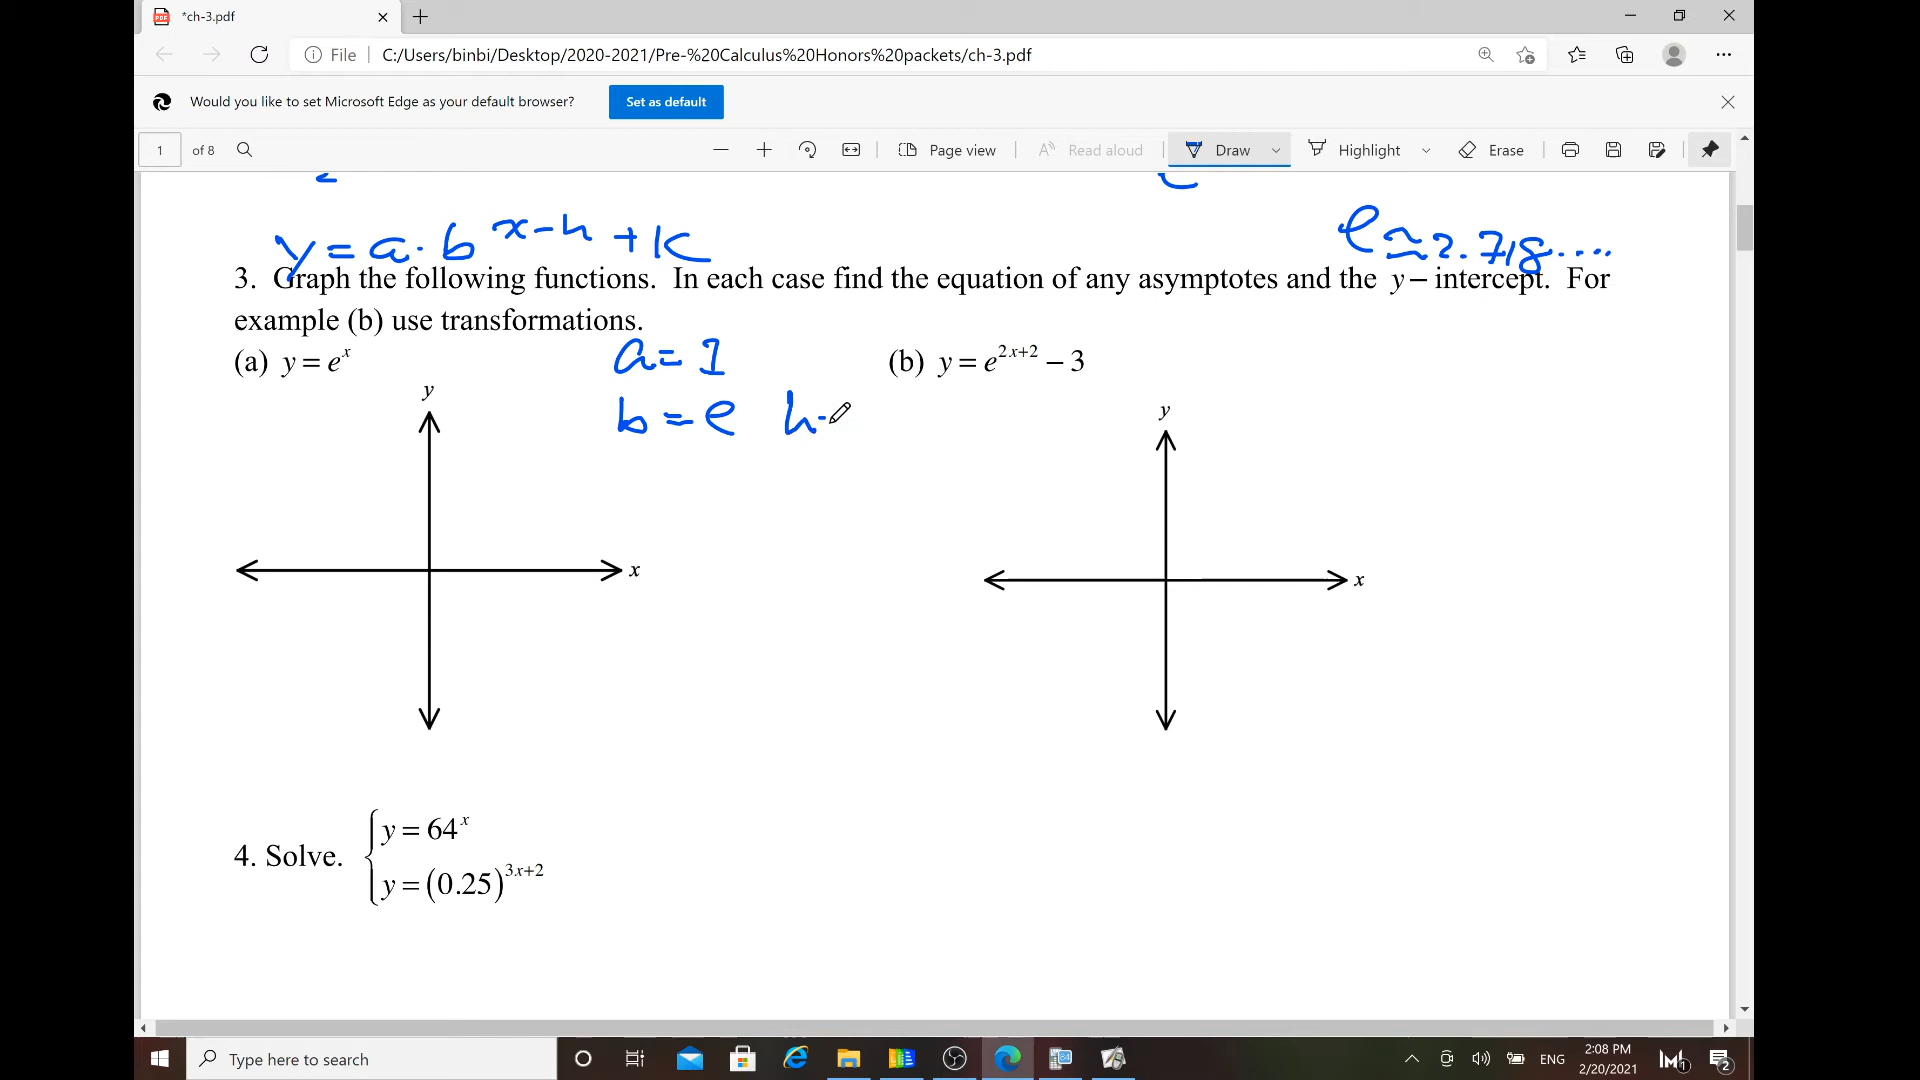 *ch-3.pdf
File C:/Users/binbi/Desktop/2020-2021/Pre-%20Calculus%20Honors%20packets/ch-3.pdf
Would you like to set Microsoft Edge as your default browser? Set as default
1 of 8 Page view Read aloud Draw Highlight Erase
y = a · b^(x-h) + k
e ≈ 2.718....
3. Graph the following functions. In each case find the equation of any asymptotes and the y – intercept. For
example (b) use transformations.
(a) y = e^x
a = 1
(b) y = e^(2x+2) − 3
b = e h-
y
x
y
x
4. Solve. { y = 64^x
y = (0.25)^(3x+2)
Type here to search
ENG
2:08 PM
2/20/2021
1
2